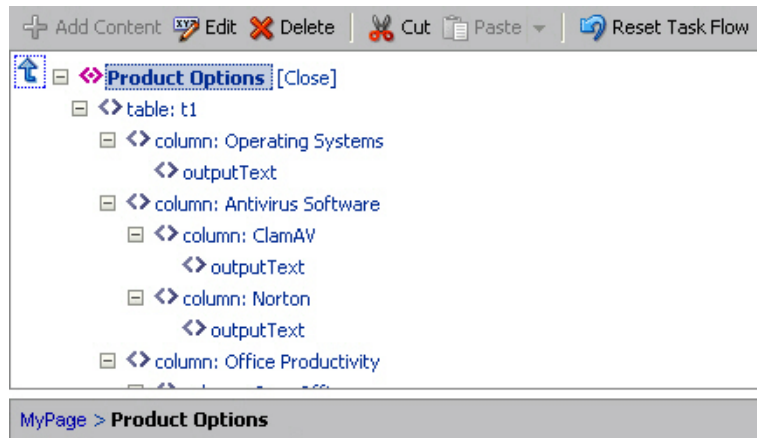 Add Content Edit Delete Cut Paste Reset Task Flow
Product Options [Close]
table: t1
column: Operating Systems
outputText
column: Antivirus Software
column: ClamAV
outputText
column: Norton
outputText
column: Office Productivity
MyPage > Product Options